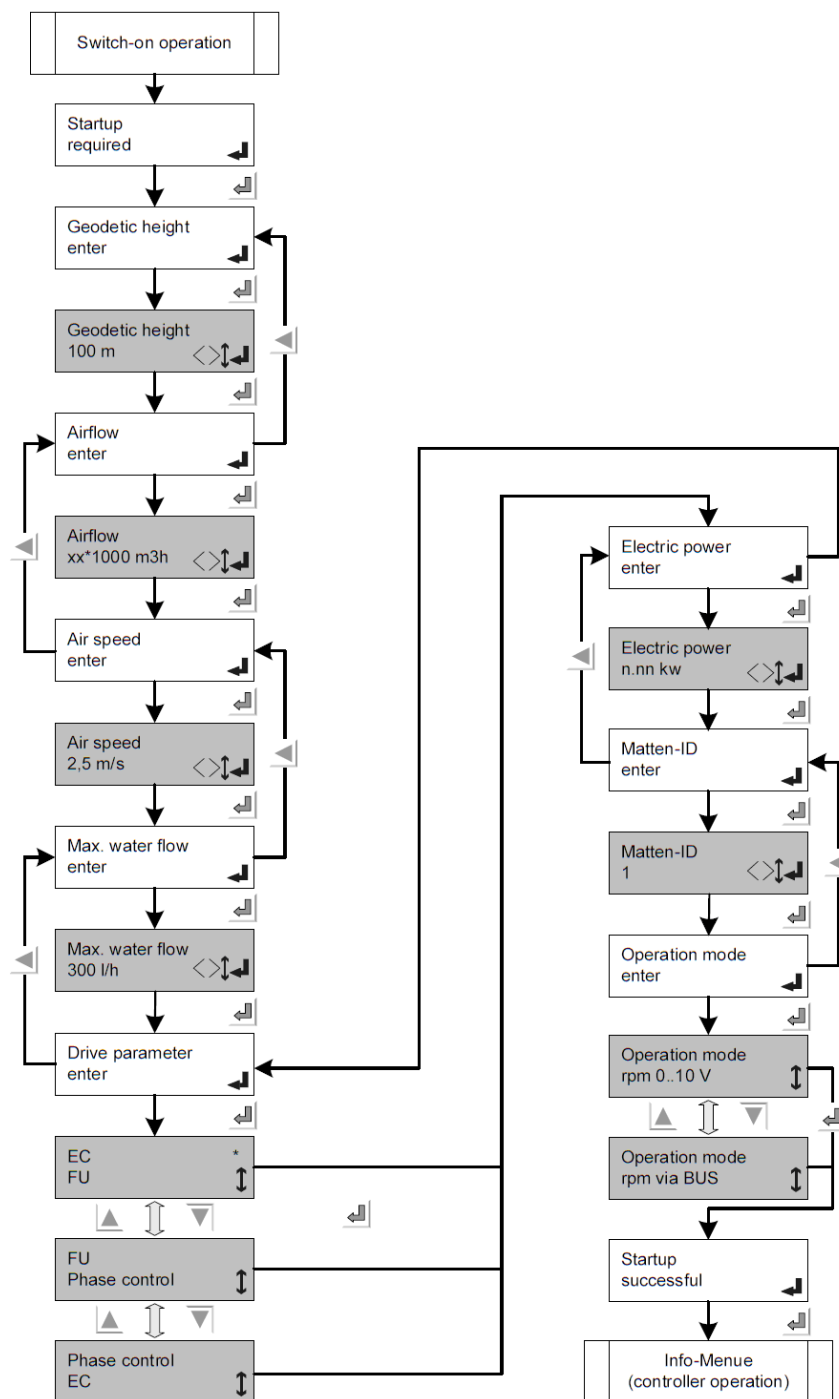 Switch-on operation
Startup
required
Geodetic height
enter
Geodetic height
100 m
Airflow
enter
Airflow
xx*1000 m3h
Air speed
enter
Air speed
2,5 m/s
Max. water flow
enter
Max. water flow
300 l/h
Drive parameter
enter
EC *
FU
FU
Phase control
Phase control
EC
Electric power
enter
Electric power
n.nn kw
Matten-ID
enter
Matten-ID
1
Operation mode
enter
Operation mode
rpm 0..10 V
Operation mode
rpm via BUS
Startup
successful
Info-Menue
(controller operation)